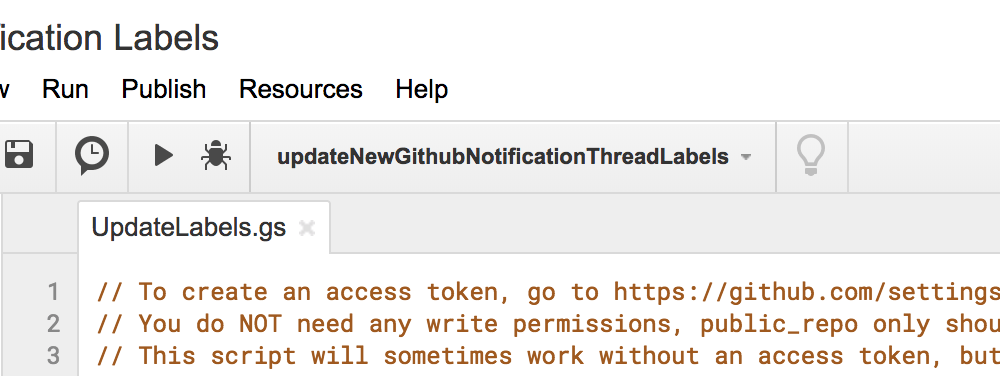 ication Labels
w Run Publish Resources Help
updateNewGithubNotificationThreadLabels
UpdateLabels.gs
1 // To create an access token, go to https://github.com/settings
2 // You do NOT need any write permissions, public_repo only shou
3 // This script will sometimes work without an access token, but